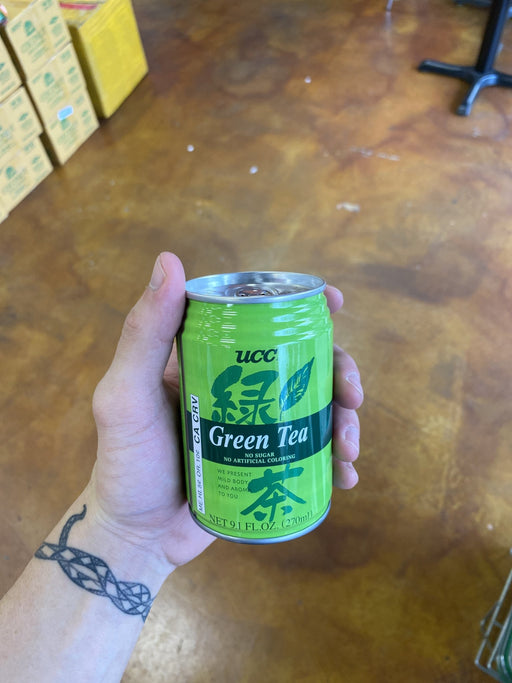 UCC
緑
Green Tea
NO SUGAR
NO ARTIFICIAL COLORING
WE PRESENT
MILD BODY
AND AROM
TO YOU
茶
NET 9.1 FL.OZ. (270ml)
CA CRV